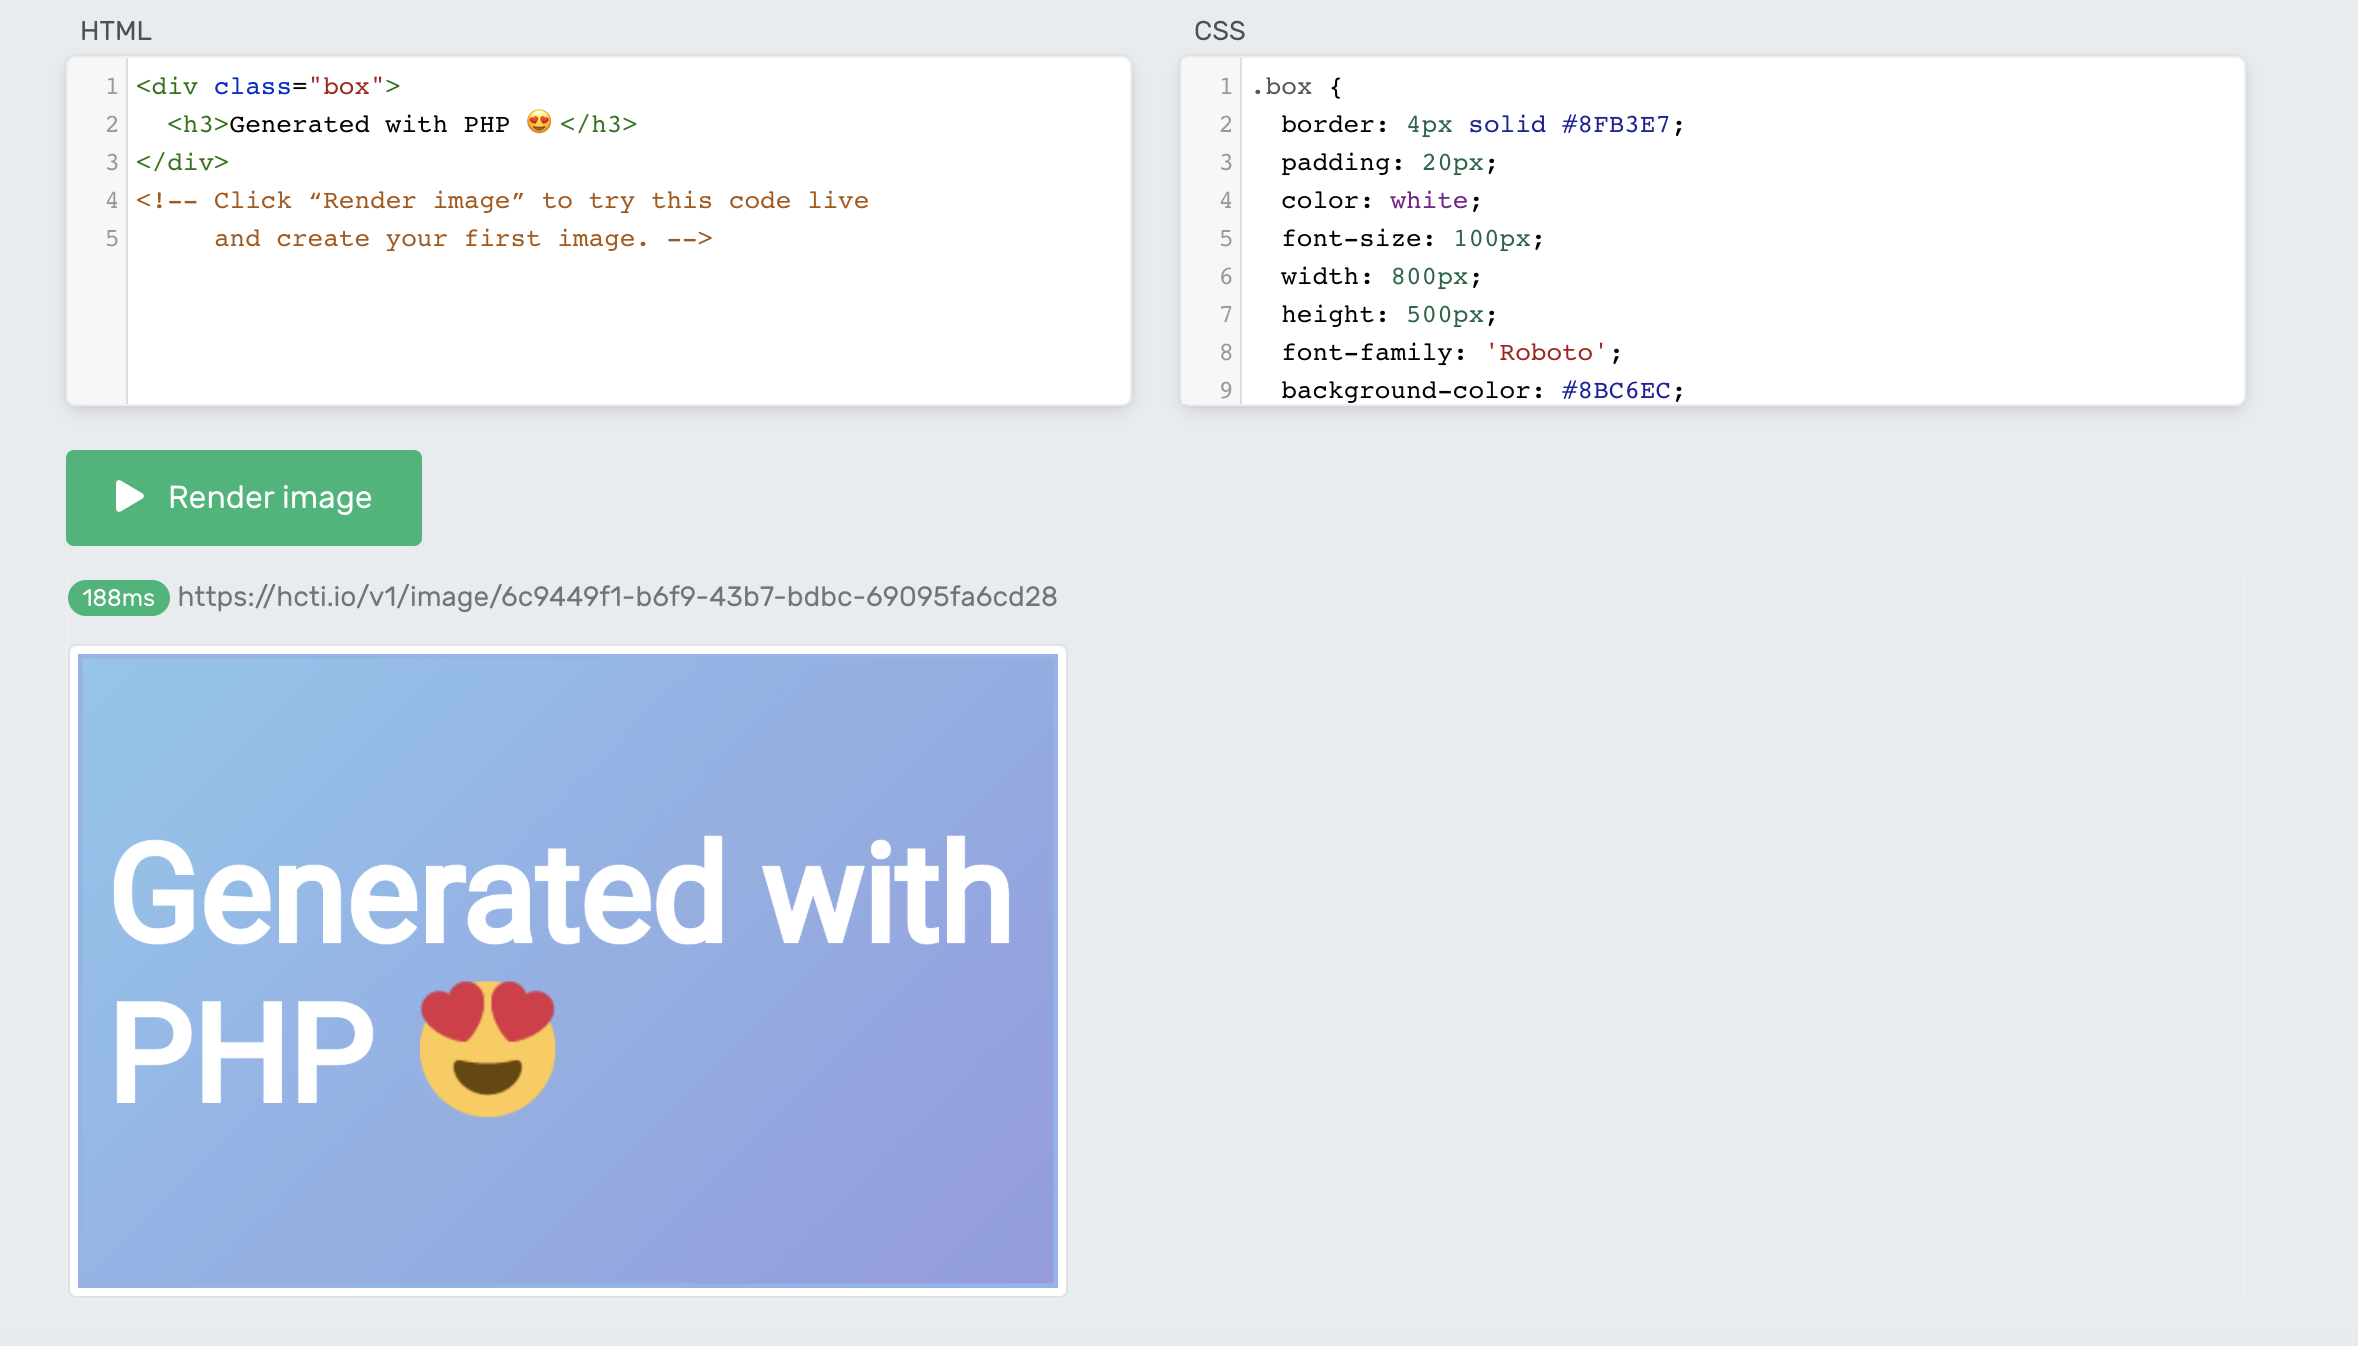 HTML
1 <div class="box">
2   <h3>Generated with PHP 😍</h3>
3 </div>
4 <!-- Click “Render image” to try this code live
5      and create your first image. -->
CSS
1 .box {
2   border: 4px solid #8FB3E7;
3   padding: 20px;
4   color: white;
5   font-size: 100px;
6   width: 800px;
7   height: 500px;
8   font-family: 'Roboto';
9   background-color: #8BC6EC;
Render image
188ms https://hcti.io/v1/image/6c9449f1-b6f9-43b7-bdbc-69095fa6cd28
Generated with
PHP 😍